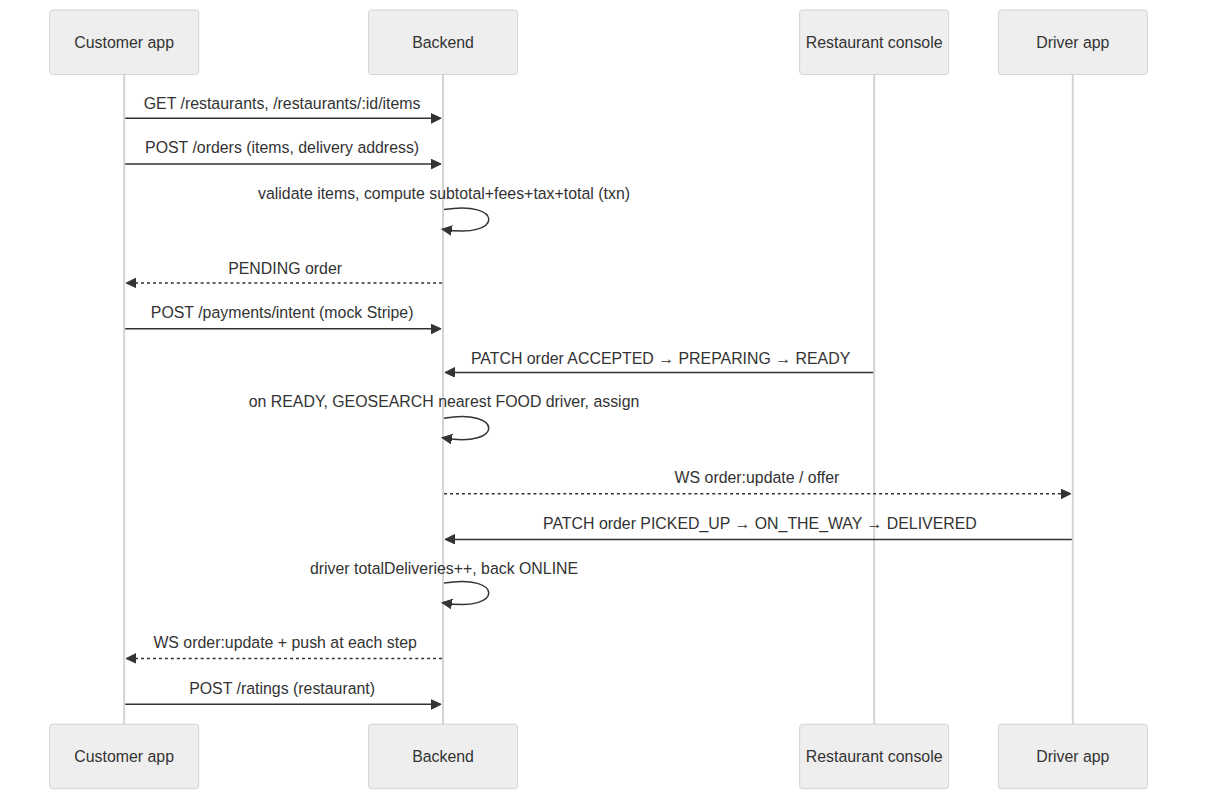 Customer app
Backend
Restaurant console
Driver app
GET /restaurants, /restaurants/:id/items
POST /orders (items, delivery address)
validate items, compute subtotal+fees+tax+total (txn)
PENDING order
POST /payments/intent (mock Stripe)
PATCH order ACCEPTED → PREPARING → READY
on READY, GEOSEARCH nearest FOOD driver, assign
WS order:update / offer
PATCH order PICKED_UP → ON_THE_WAY → DELIVERED
driver totalDeliveries++, back ONLINE
WS order:update + push at each step
POST /ratings (restaurant)
Customer app
Backend
Restaurant console
Driver app